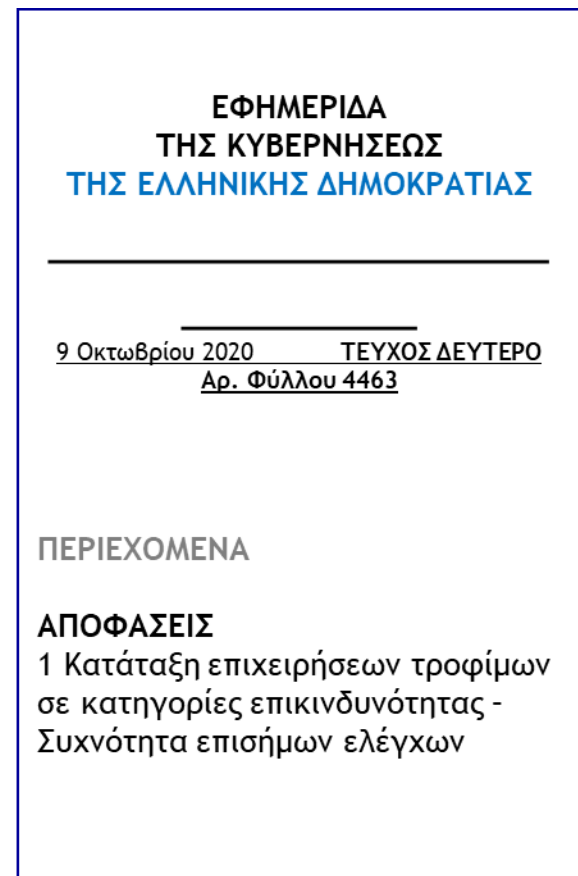 ΕΦΗΜΕΡΙΔΑ
ΤΗΣ ΚΥΒΕΡΝΗΣΕΩΣ
ΤΗΣ ΕΛΛΗΝΙΚΗΣ ΔΗΜΟΚΡΑΤΙΑΣ
9 Οκτωβρίου 2020 ΤΕΥΧΟΣ ΔΕΥΤΕΡΟ
Αρ. Φύλλου 4463
ΠΕΡΙΕΧΟΜΕΝΑ
ΑΠΟΦΑΣΕΙΣ
1 Κατάταξη επιχειρήσεων τροφίμων
σε κατηγορίες επικινδυνότητας –
Συχνότητα επισήμων ελέγχων